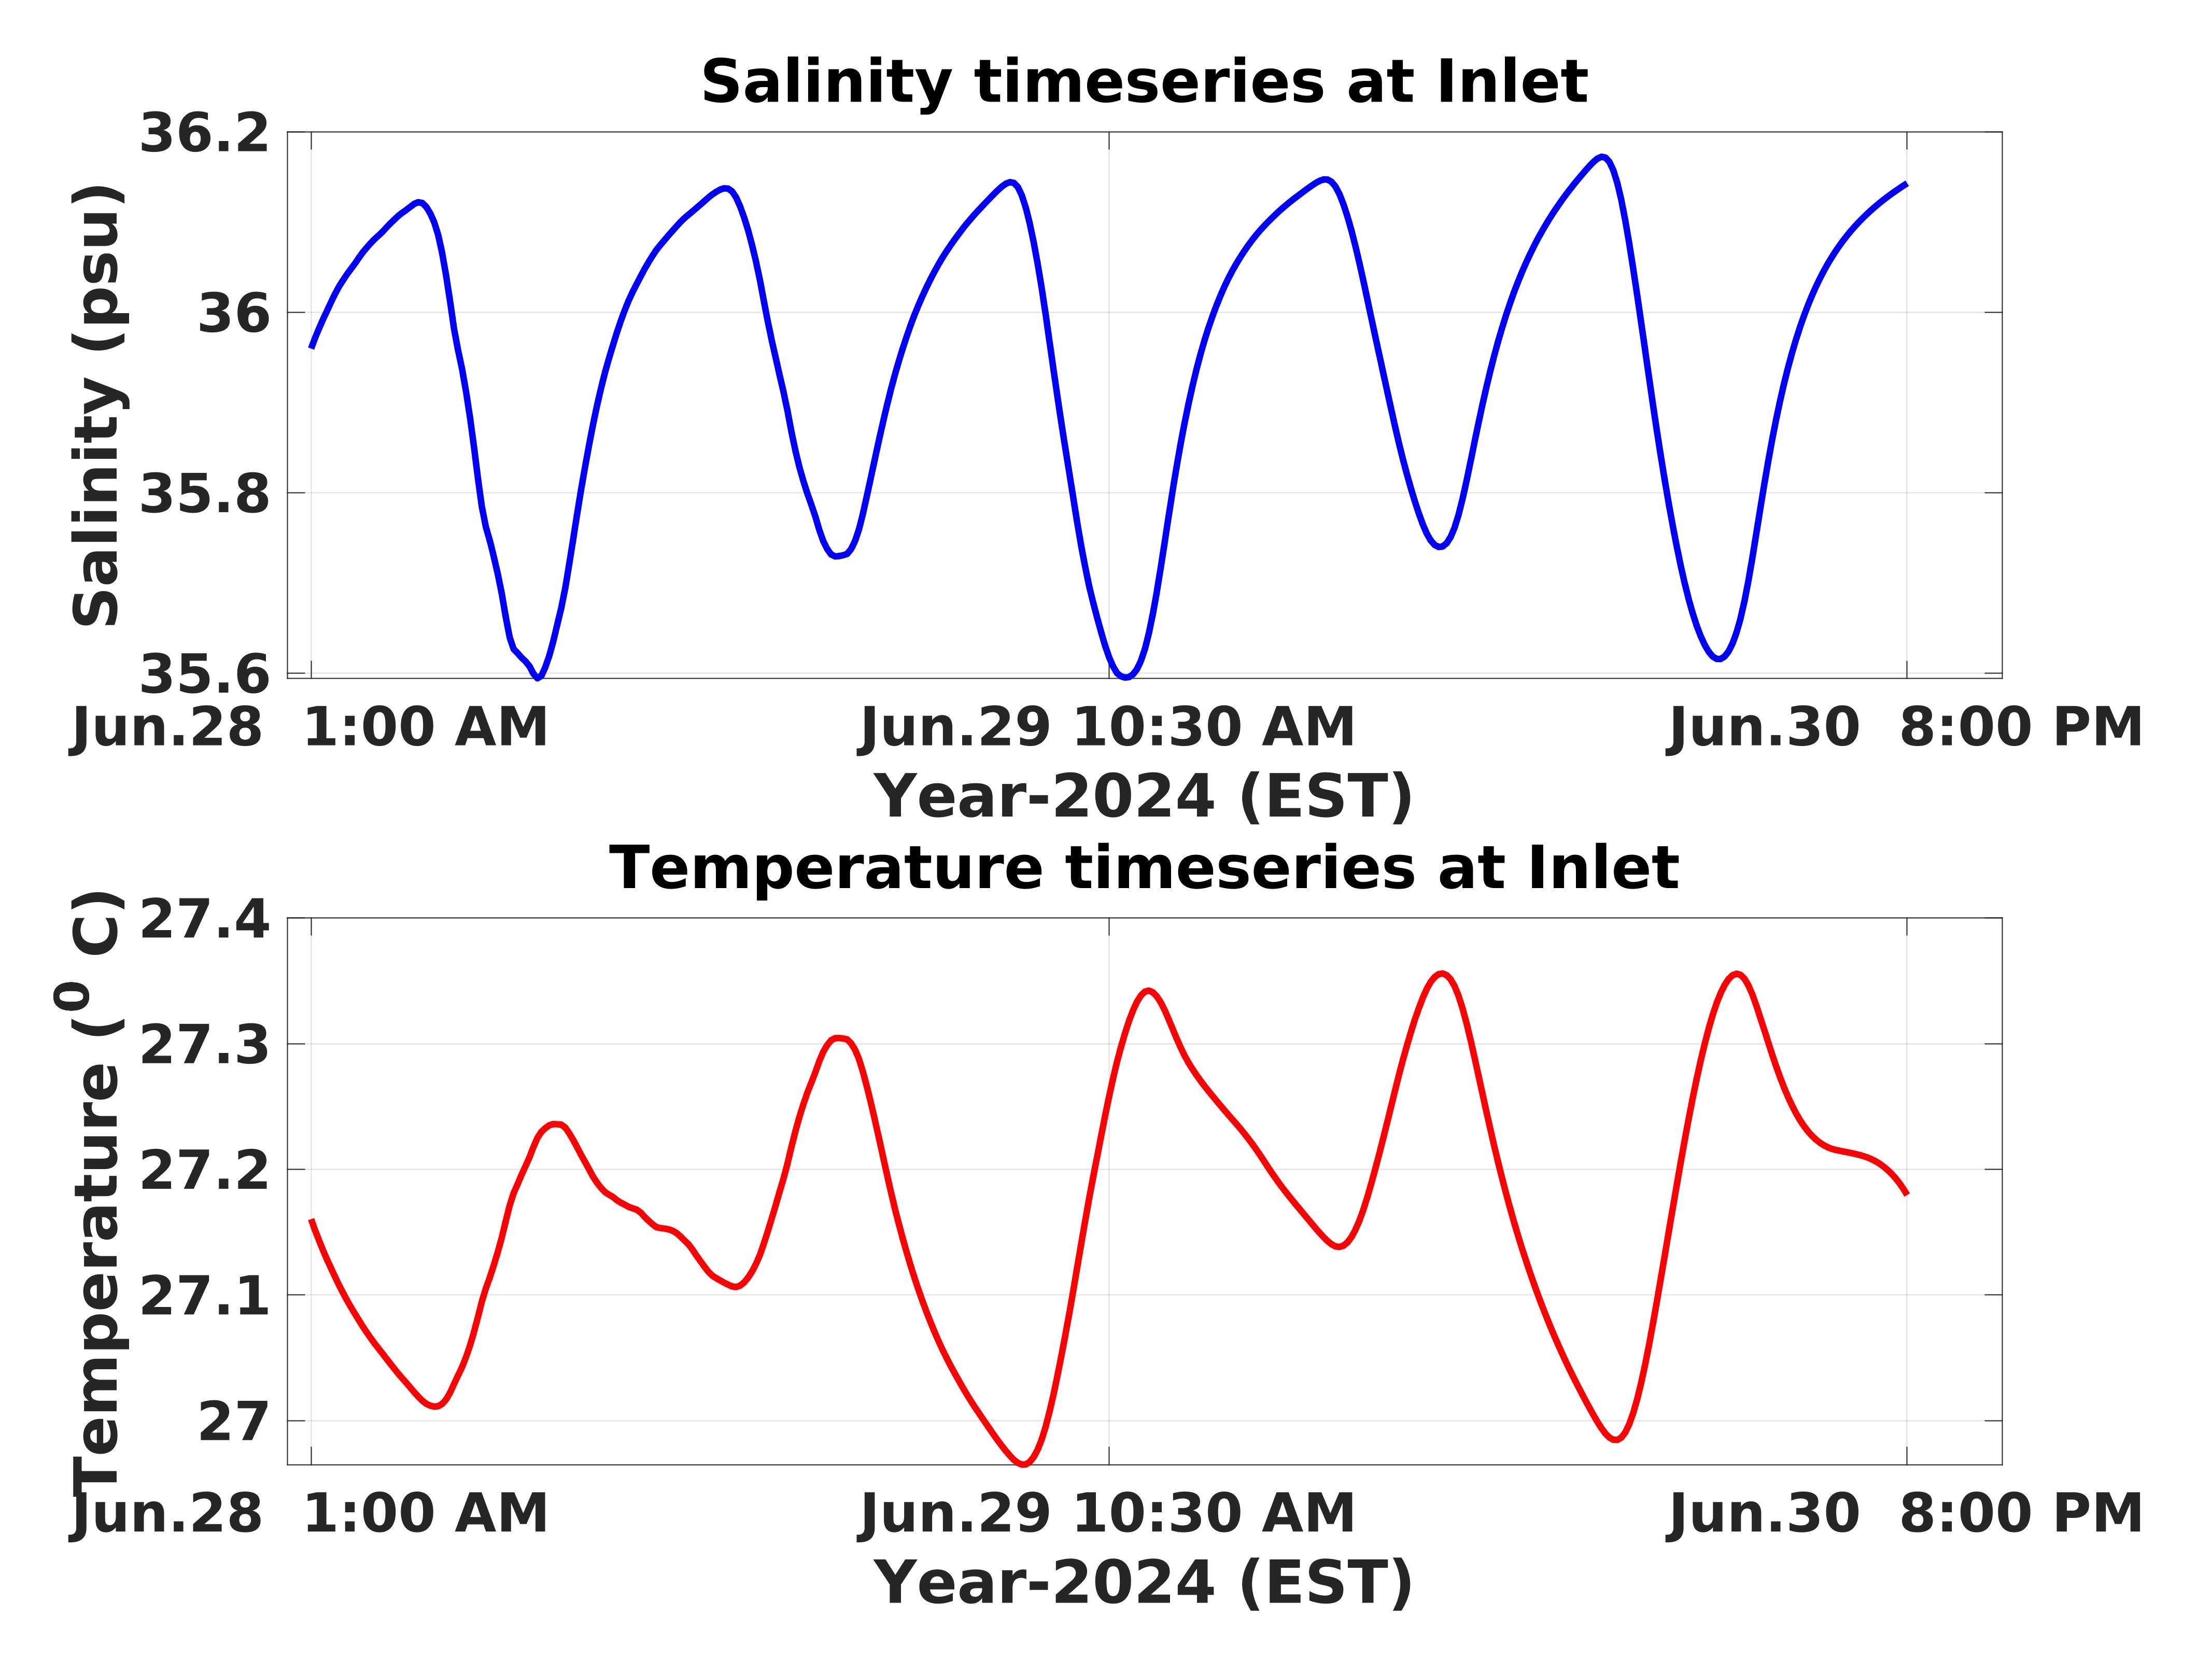 Salinity timeseries at Inlet
Salinity (psu)
36.2
36
35.8
35.6
Jun.28 1:00 AM
Jun.29 10:30 AM
Jun.30 8:00 PM
Year-2024 (EST)
Temperature timeseries at Inlet
Temperature (⁰ C)
27.4
27.3
27.2
27.1
27
Jun.28 1:00 AM
Jun.29 10:30 AM
Jun.30 8:00 PM
Year-2024 (EST)